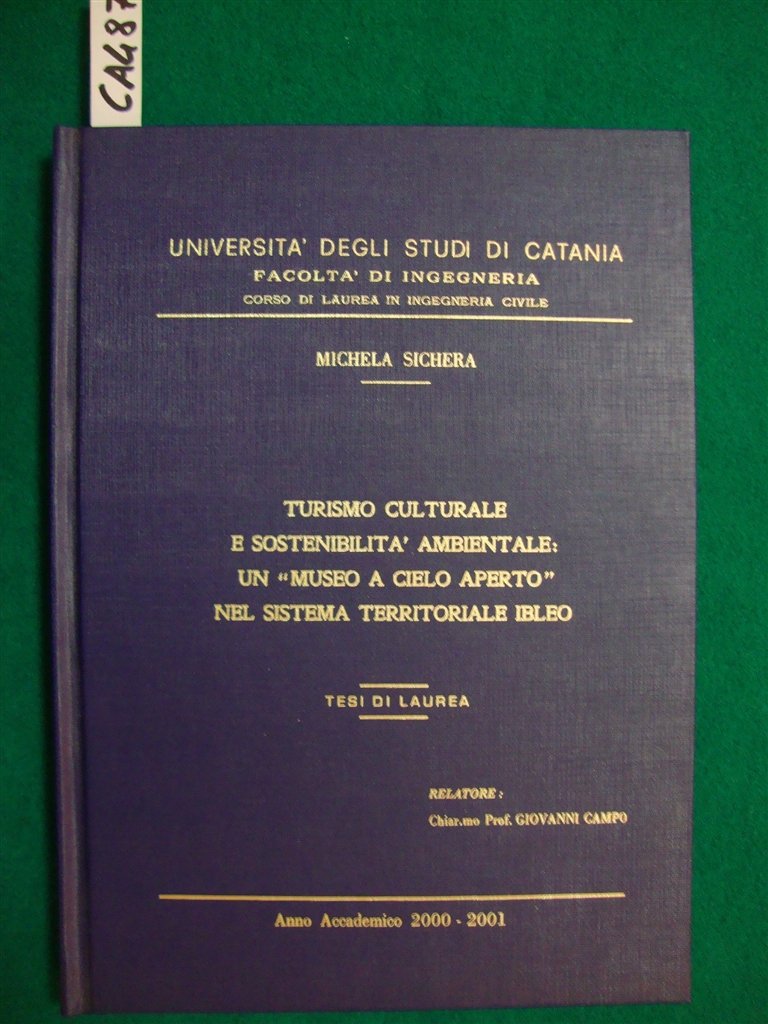 CA487
UNIVERSITA' DEGLI STUDI DI CATANIA
FACOLTA' DI INGEGNERIA
CORSO DI LAUREA IN INGEGNERIA CIVILE
MICHELA SICHERA
TURISMO CULTURALE
E SOSTENIBILITA' AMBIENTALE:
UN “MUSEO A CIELO APERTO”
NEL SISTEMA TERRITORIALE IBLEO
TESI DI LAUREA
RELATORE:
Chiar.mo Prof. GIOVANNI CAMPO
Anno Accademico 2000 - 2001